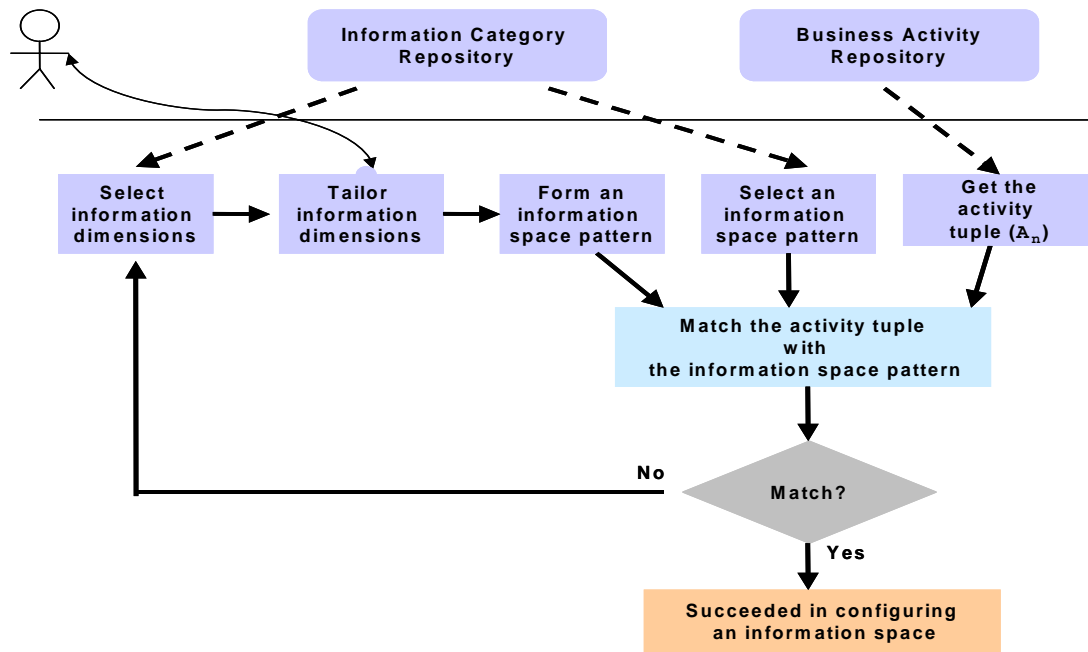 Information Category
Repository
Business Activity
Repository
Select
information
dimensions
Tailor
information
dimensions
Form an
information
space pattern
Select an
information
space pattern
Get the
activity
tuple (Aₙ)
Match the activity tuple
with
the information space pattern
No
Match?
Yes
Succeeded in configuring
an information space